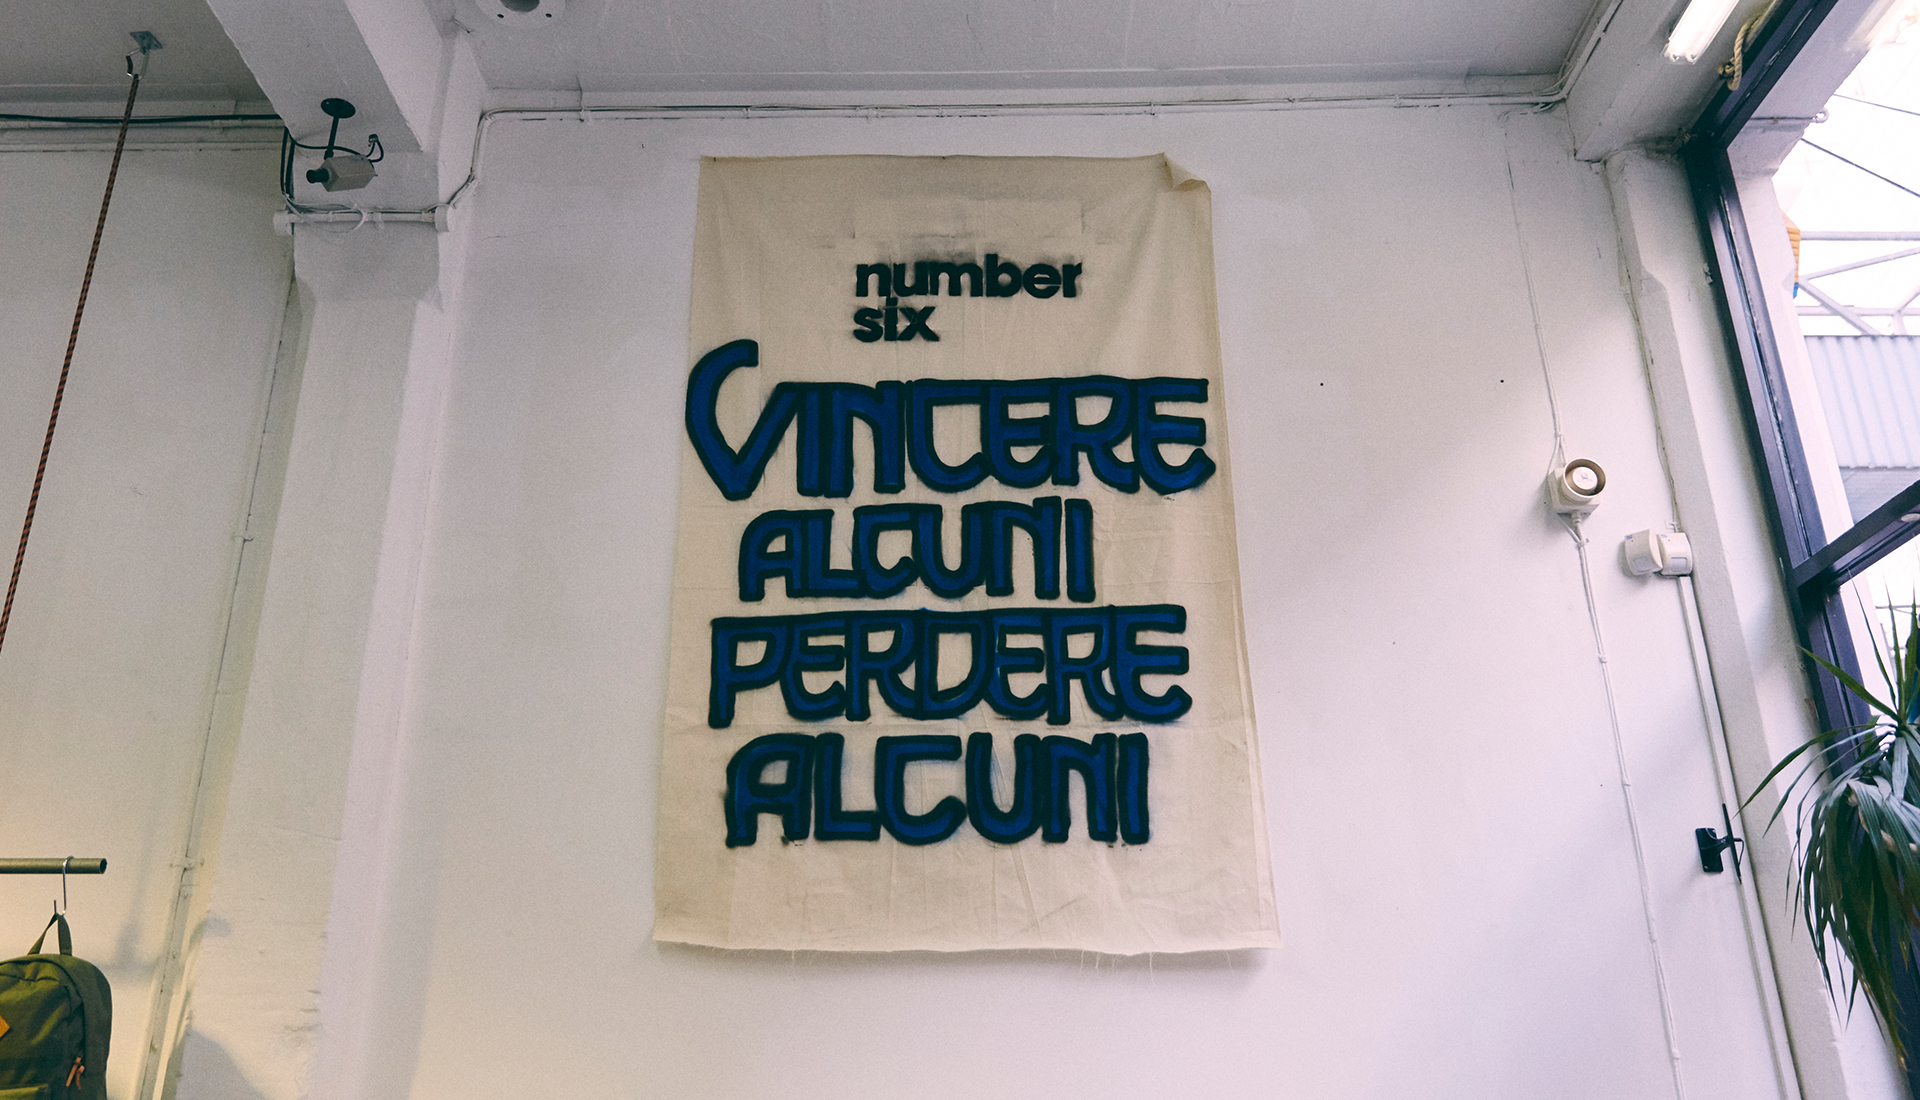 number
six
VINCERE
ALCUNI
PERDERE
ALCUNI